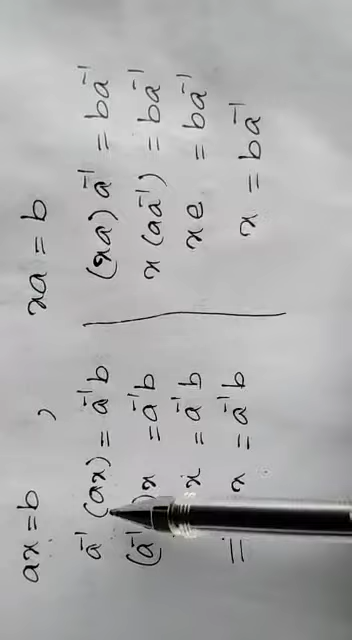 ax = b , xa = b
a⁻¹(ax) = a⁻¹b (xa)a⁻¹ = ba⁻¹
(a⁻¹ )x = a⁻¹b x(aa⁻¹) = ba⁻¹
x = a⁻¹b xe = ba⁻¹
= x = a⁻¹b x = ba⁻¹